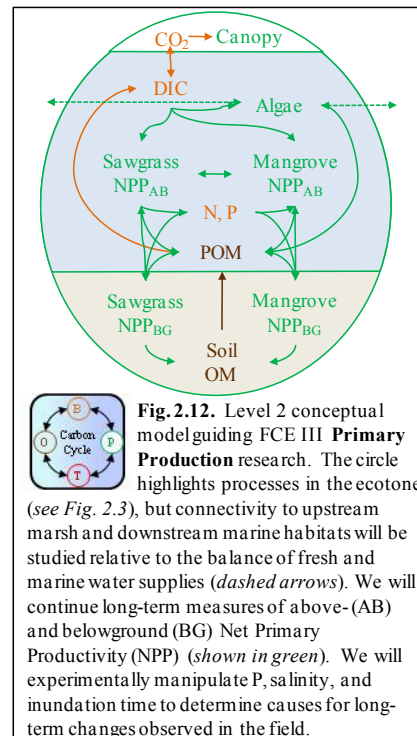 CO2 Canopy
DIC
Algae
Sawgrass Mangrove
NPPAB NPPAB
N, P
POM
Sawgrass Mangrove
NPPBG NPPBG
Soil
OM
B
O Carbon P
Cycle
T
Fig. 2.12. Level 2 conceptual
model guiding FCE III Primary
Production research. The circle
highlights processes in the ecotone
(see Fig. 2.3), but connectivity to upstream
marsh and downstream marine habitats will be
studied relative to the balance of fresh and
marine water supplies (dashed arrows). We will
continue long-term measures of above- (AB)
and belowground (BG) Net Primary
Productivity (NPP) (shown in green). We will
experimentally manipulate P, salinity, and
inundation time to determine causes for long-
term changes observed in the field.